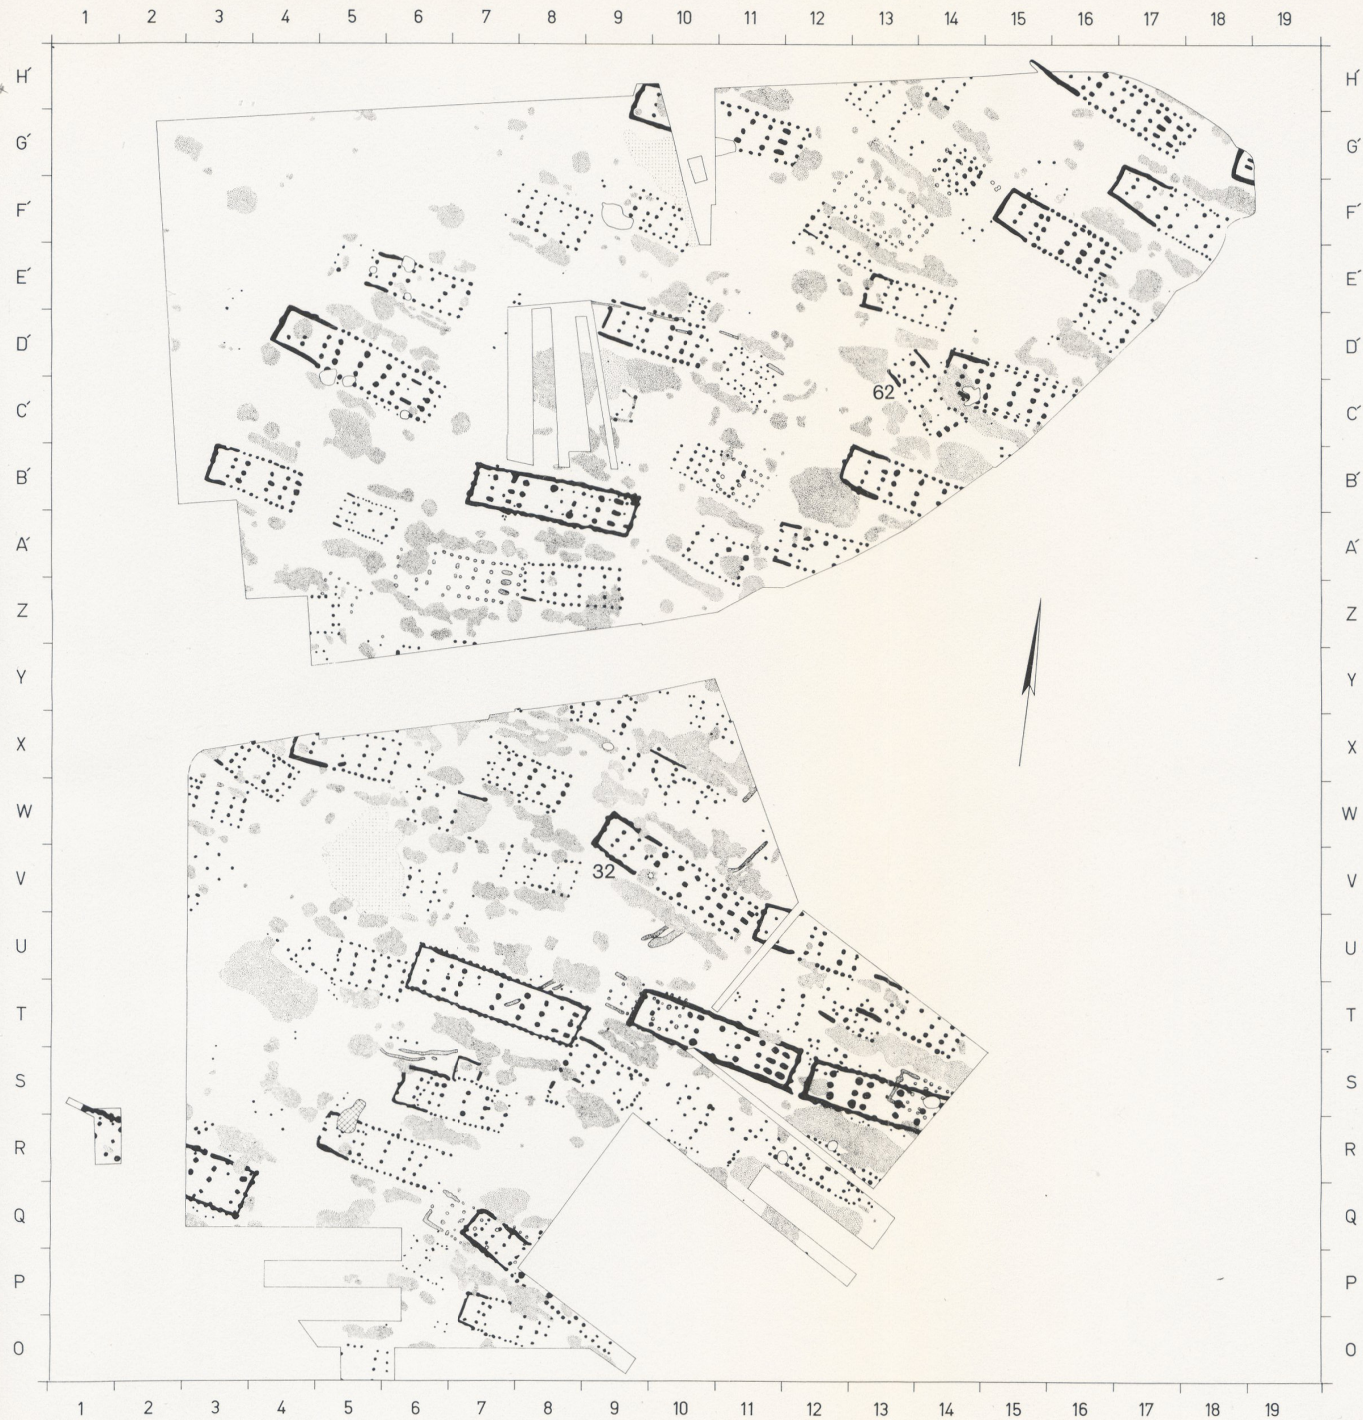 1 2 3 4 5 6 7 8 9 10 11 12 13 14 15 16 17 18 19
H′ H′
G′ G′
F′ F′
E′ E′
D′ D′
62
C′ C′
B′ B′
A′ A′
Z Z
Y Y
X X
W W
32
V V
U U
T T
S S
R R
Q Q
P P
O O
1 2 3 4 5 6 7 8 9 10 11 12 13 14 15 16 17 18 19